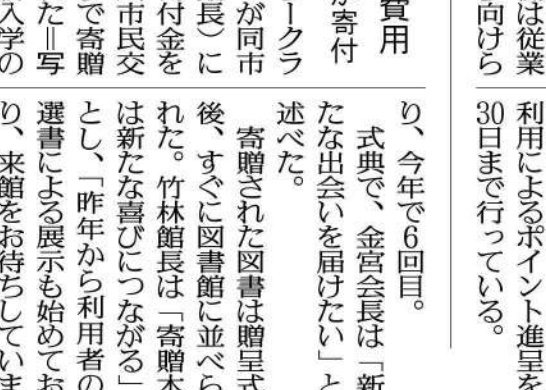 は従業
向けら
利用によるポイント進呈を
30日まで行っている。
費用
寄付
ークラ
が同市
長）に
付金を
市民交
で寄贈
た＝写
入学の
り、今年で6回目。
式典で、金宮会長は「新
たな出会いを届けたい」と
述べた。
寄贈された図書は贈呈式
後、すぐに図書館に並べら
れた。竹林館長は「寄贈本
は新たな喜びにつながる」
とし、「昨年から利用者の
選書による展示も始めてお
り、来館をお待ちしていま